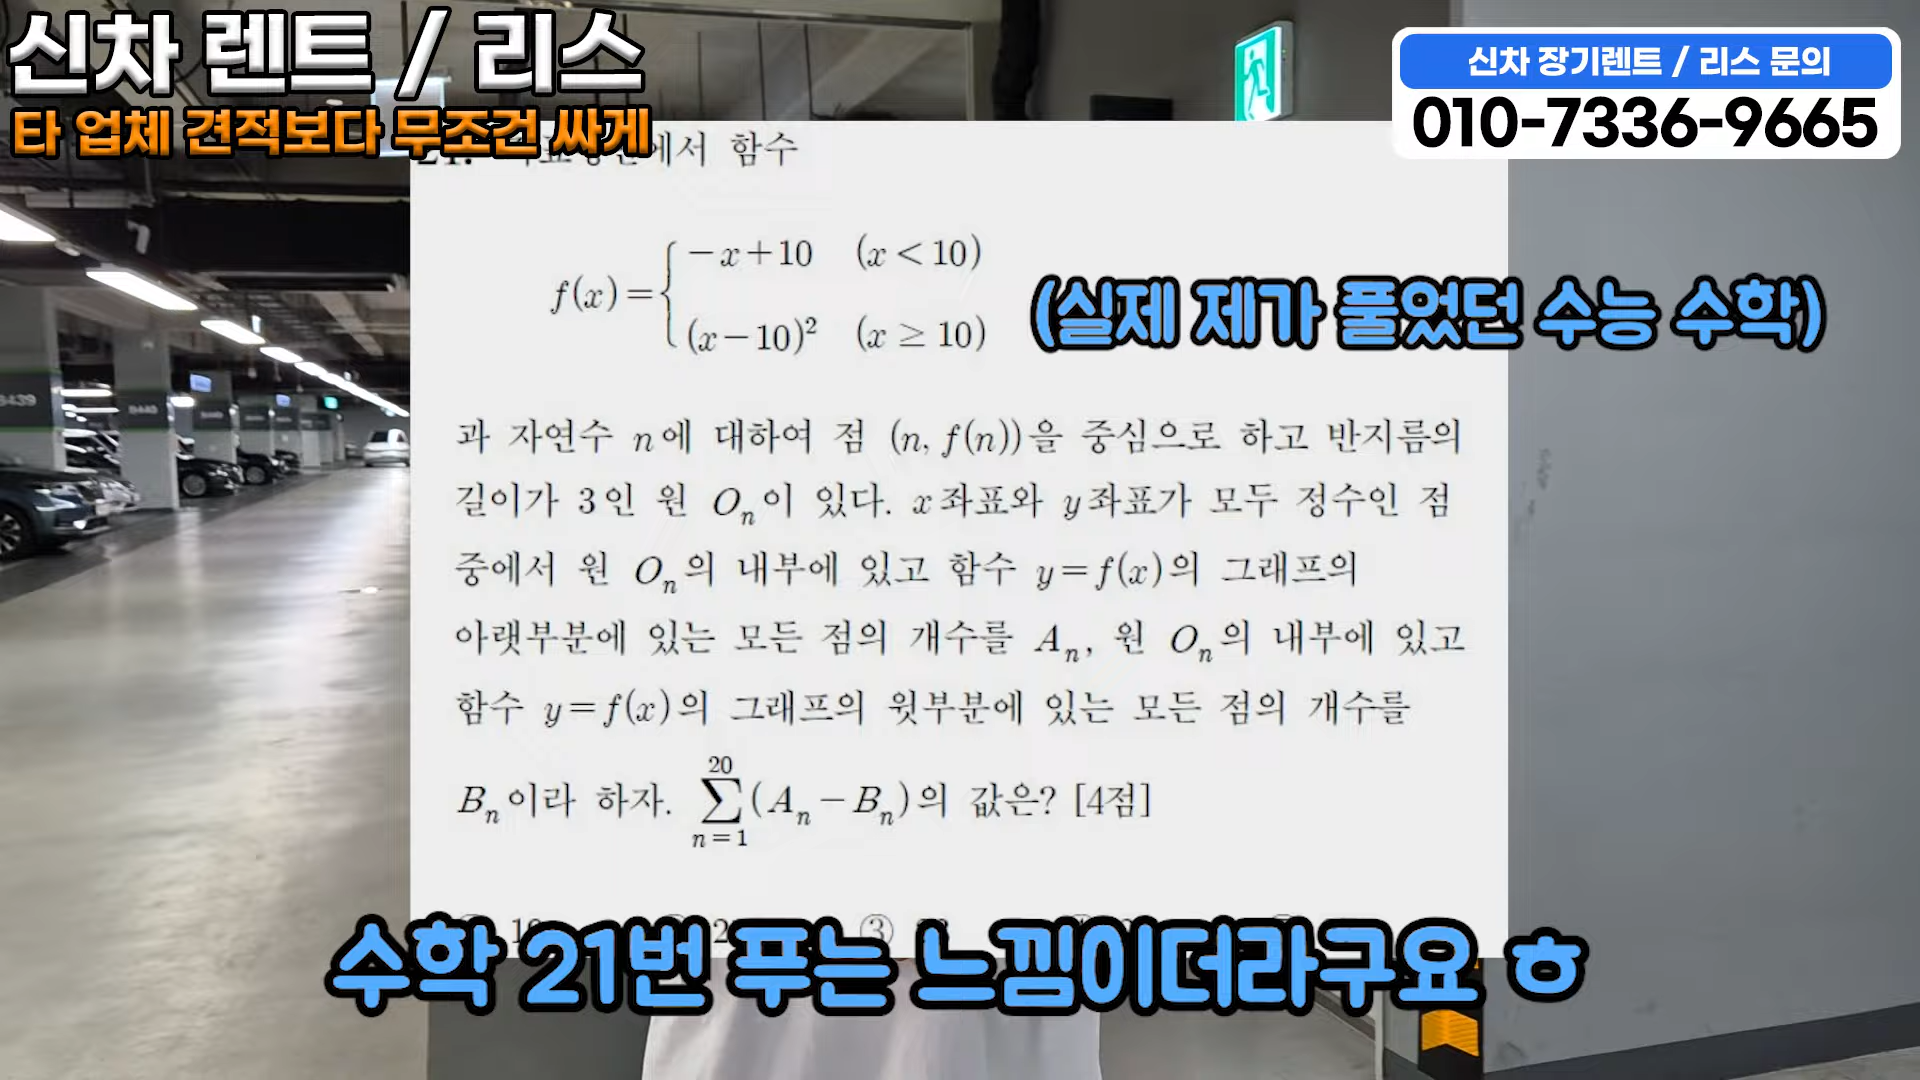 신차 렌트 / 리스
타 업체 견적보다 무조건 싸게
신차 장기렌트 / 리스 문의
010-7336-9665
에서 함수
f(x)={ -x+10 (x<10)
(x-10)² (x≥10)
(실제 제가 풀었던 수능 수학)
과 자연수 n에 대하여 점 (n, f(n))을 중심으로 하고 반지름의
길이가 3인 원 Oₙ이 있다. x좌표와 y좌표가 모두 정수인 점
중에서 원 Oₙ의 내부에 있고 함수 y=f(x)의 그래프의
아랫부분에 있는 모든 점의 개수를 Aₙ, 원 Oₙ의 내부에 있고
함수 y=f(x)의 그래프의 윗부분에 있는 모든 점의 개수를
Bₙ이라 하자. ∑(n=1 to 20) (Aₙ-Bₙ)의 값은? [4점]
③
수학 21번 푸는 느낌이더라구요 ㅎ
B439